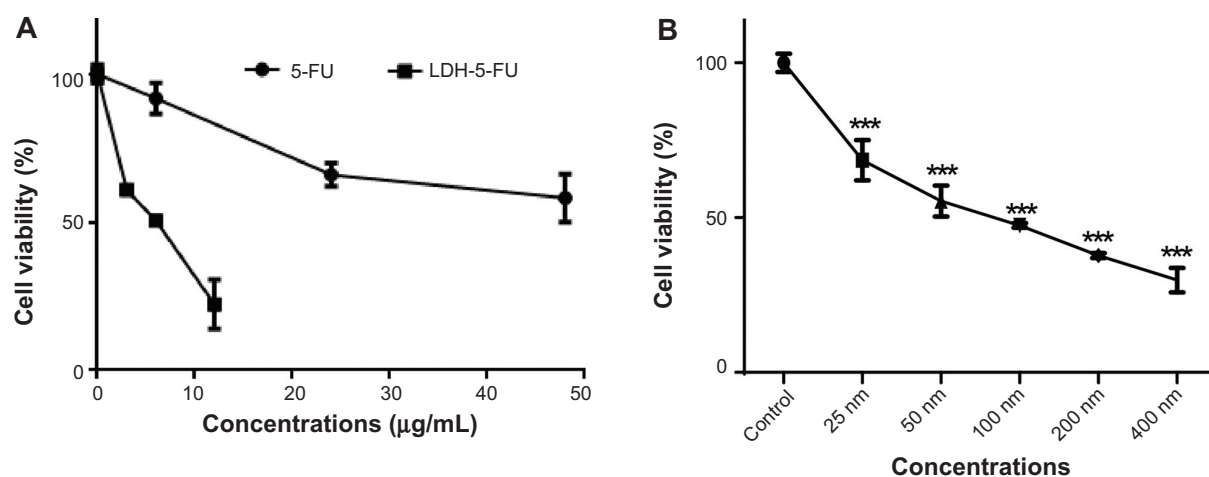 A
5-FU
LDH-5-FU
100
50
0
Cell viability (%)
0
10
20
30
40
50
Concentrations (μg/mL)
B
100
50
0
Cell viability (%)
***
***
***
***
***
Control
25 nm
50 nm
100 nm
200 nm
400 nm
Concentrations